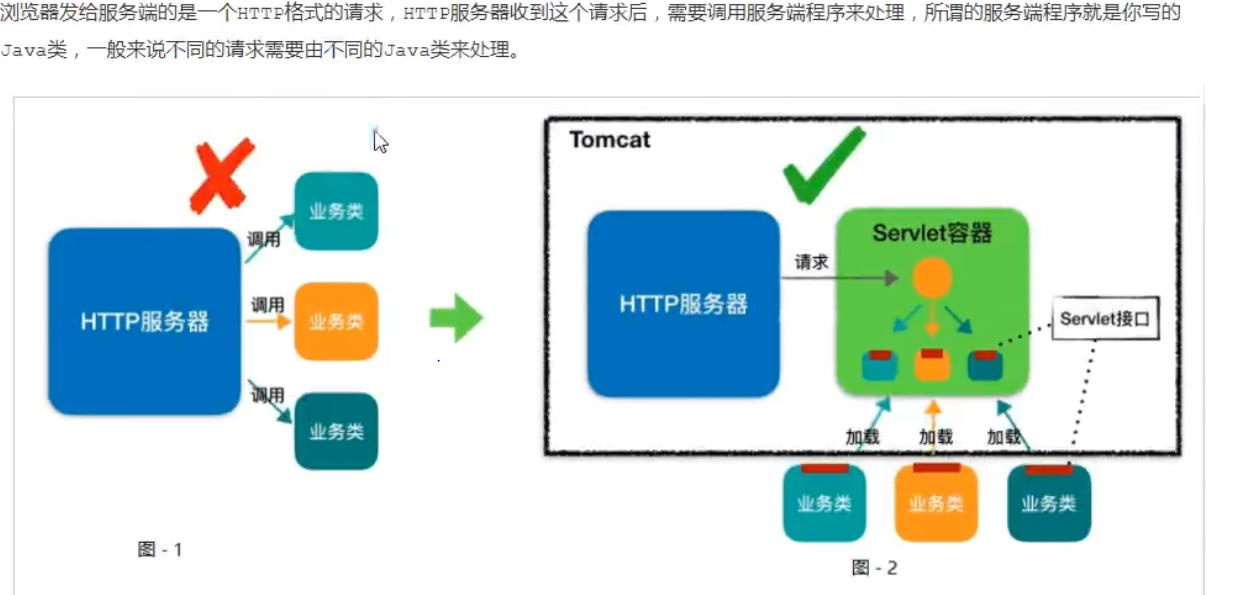 浏览器发给服务端的是一个HTTP格式的请求，HTTP服务器收到这个请求后，需要调用服务端程序来处理，所谓的服务端程序就是你写的
Java类，一般来说不同的请求需要由不同的Java类来处理。
HTTP服务器
调用
业务类
调用
业务类
调用
业务类
图 - 1
Tomcat
HTTP服务器
请求
Servlet容器
Servlet接口
加载
加载
加载
业务类
业务类
业务类
图 - 2